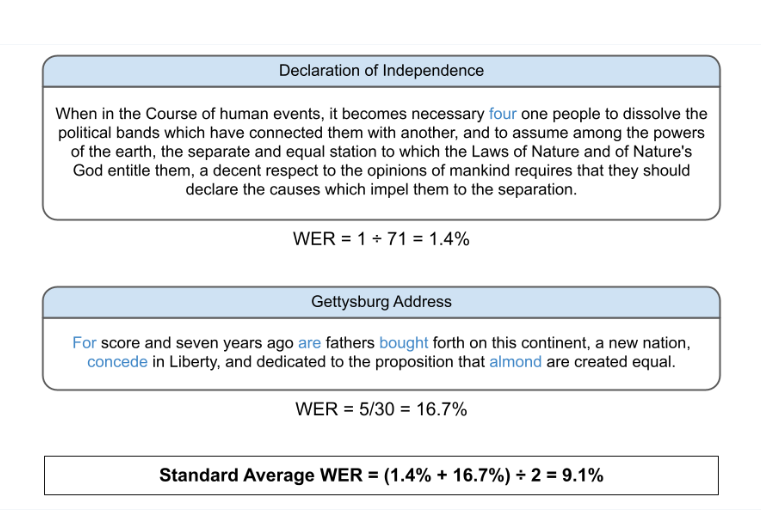 Declaration of Independence
When in the Course of human events, it becomes necessary four one people to dissolve the
political bands which have connected them with another, and to assume among the powers
of the earth, the separate and equal station to which the Laws of Nature and of Nature's
God entitle them, a decent respect to the opinions of mankind requires that they should
declare the causes which impel them to the separation.
WER = 1 ÷ 71 = 1.4%
Gettysburg Address
For score and seven years ago are fathers bought forth on this continent, a new nation,
concede in Liberty, and dedicated to the proposition that almond are created equal.
WER = 5/30 = 16.7%
Standard Average WER = (1.4% + 16.7%) ÷ 2 = 9.1%